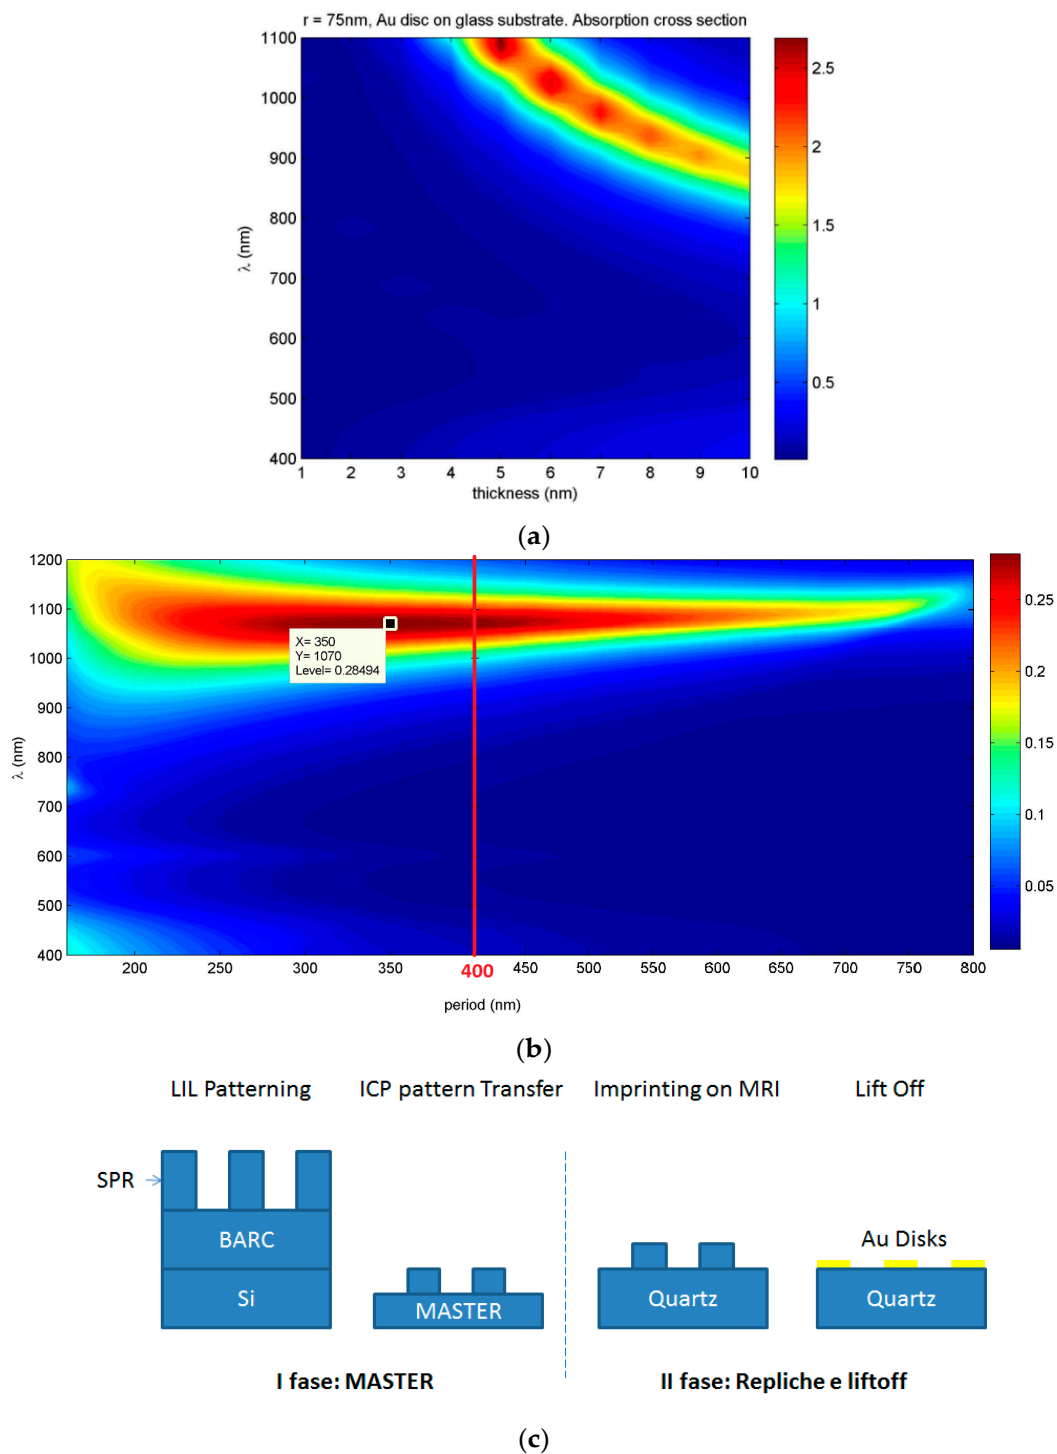 r = 75nm, Au disc on glass substrate. Absorption cross section
1100
1000
900
800
700
600
500
400
λ (nm)
1 2 3 4 5 6 7 8 9 10
thickness (nm)
2.5
2
1.5
1
0.5
(a)
1200
1100
1000
900
800
700
600
500
400
λ (nm)
X= 350
Y= 1070
Level= 0.28494
200 250 300 350 400 450 500 550 600 650 700 750 800
period (nm)
0.25
0.2
0.15
0.1
0.05
(b)
LIL Patterning ICP pattern Transfer Imprinting on MRI Lift Off
SPR
BARC
Si
MASTER
Quartz
Au Disks
Quartz
I fase: MASTER II fase: Repliche e liftoff
(c)